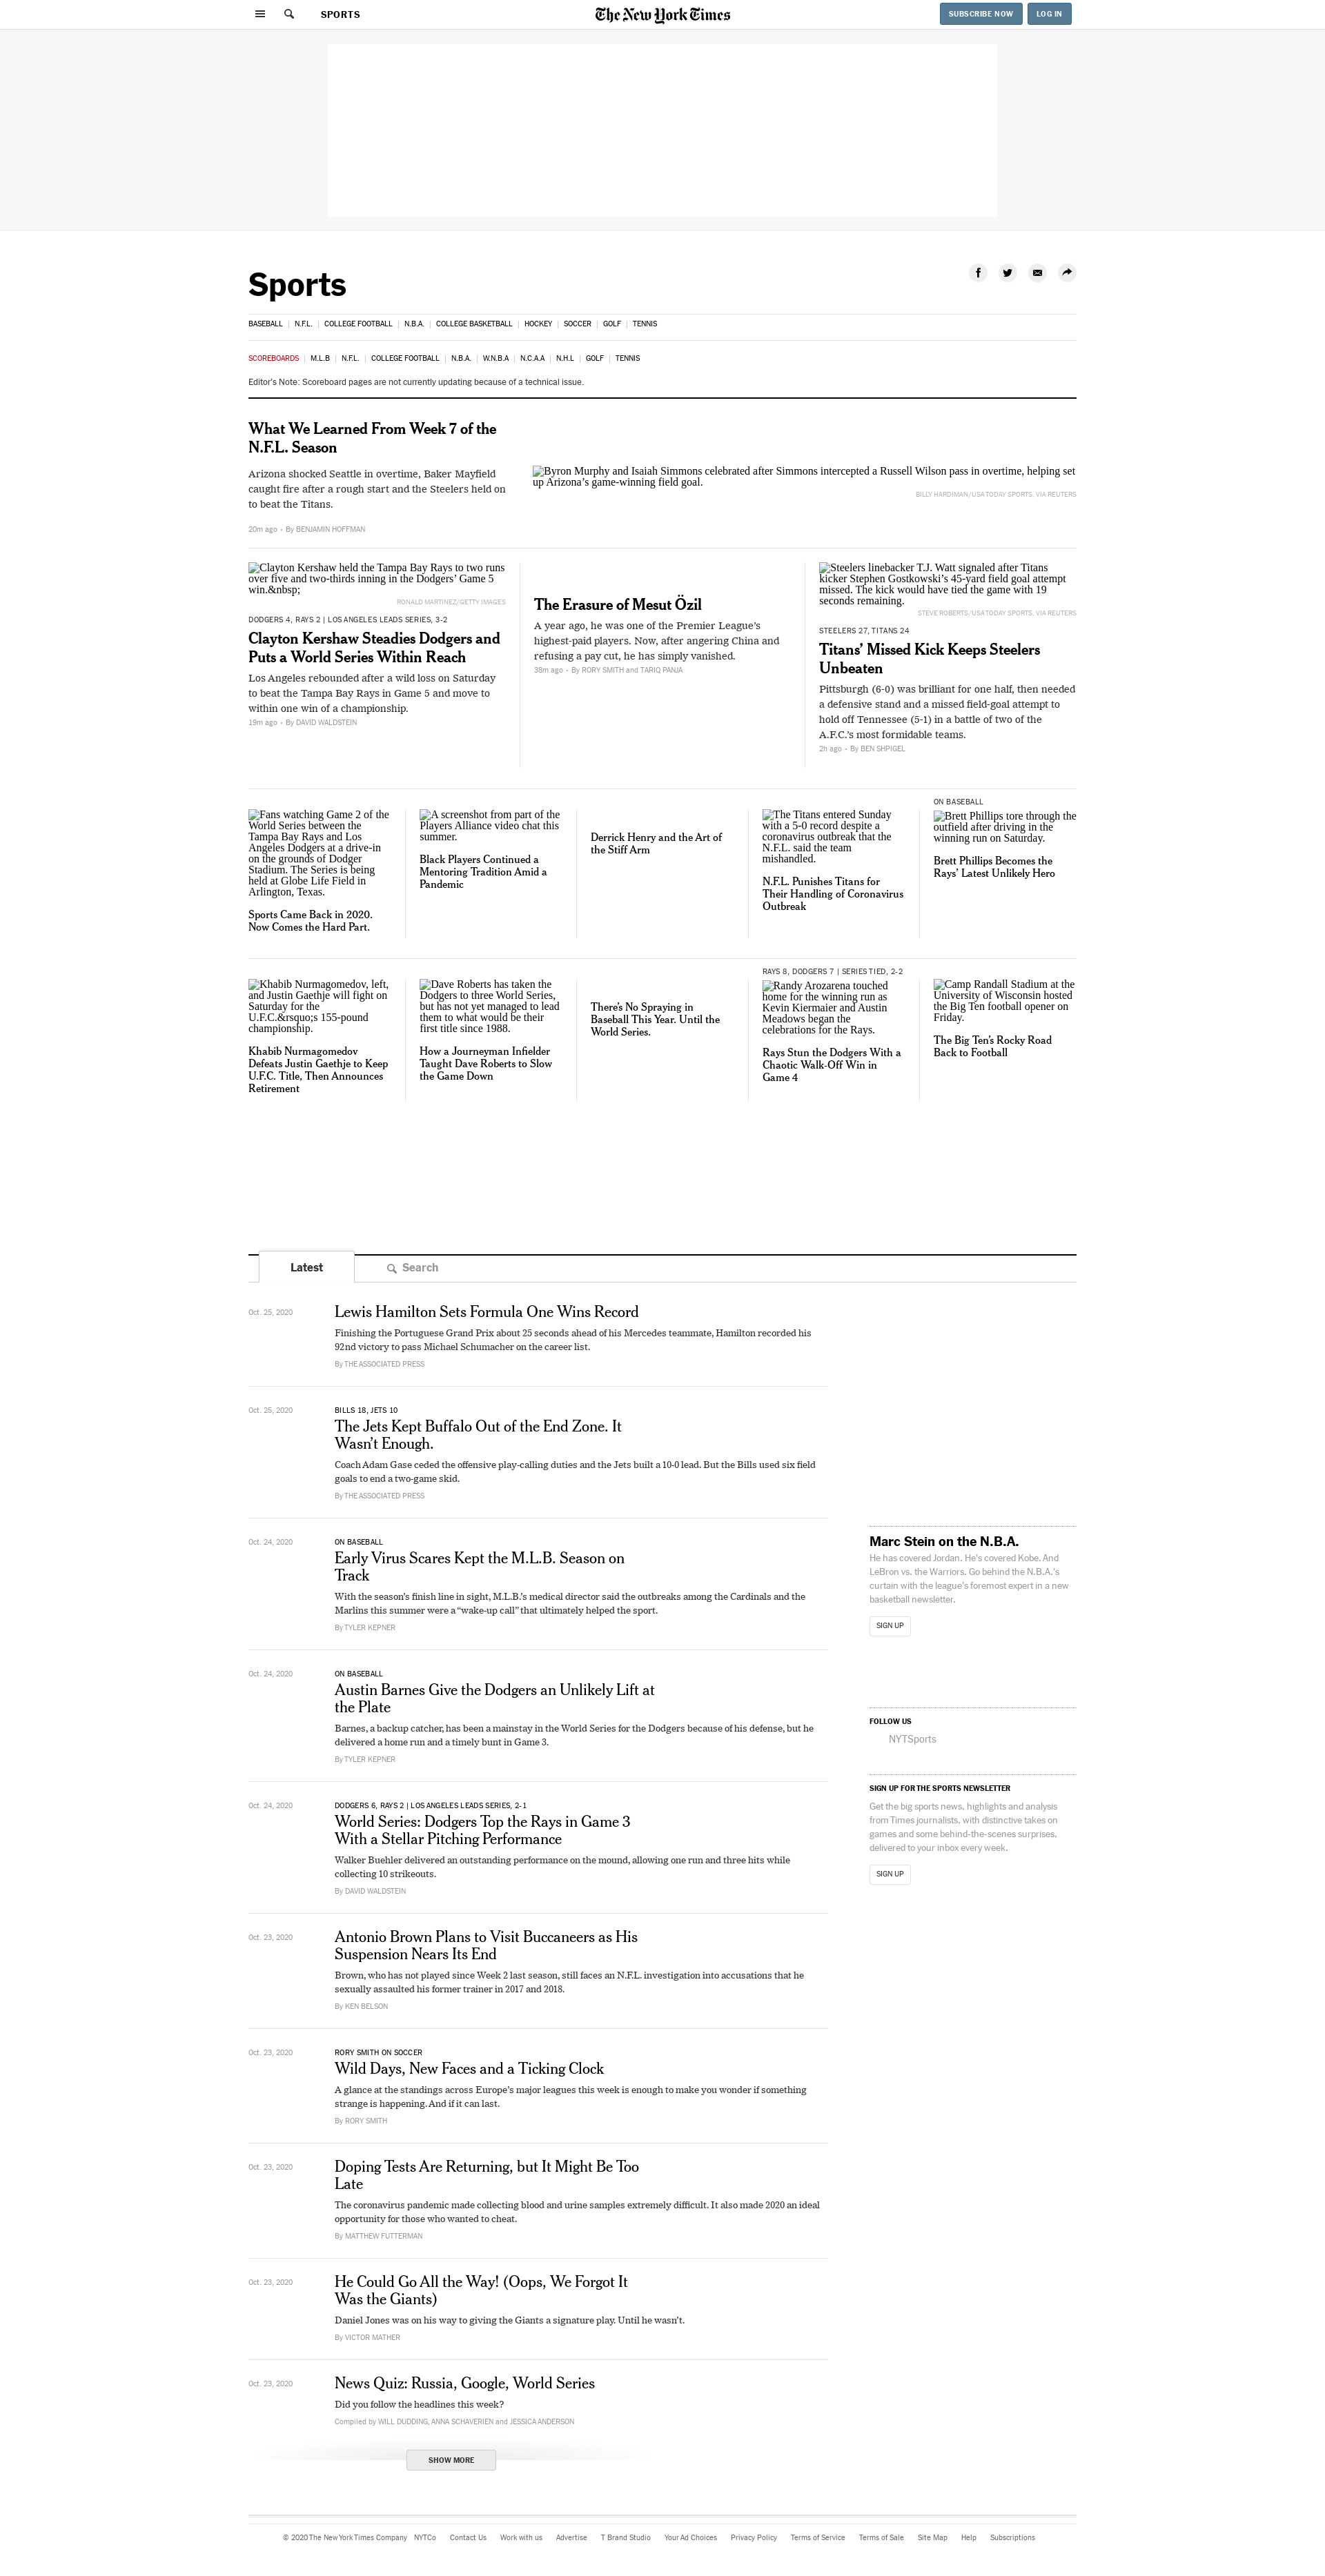 SPORTS
The New York Times
SUBSCRIBE NOW
LOG IN
Sports
BASEBALL | N.F.L. | COLLEGE FOOTBALL | N.B.A. | COLLEGE BASKETBALL | HOCKEY | SOCCER | GOLF | TENNIS
SCOREBOARDS | M.L.B | N.F.L. | COLLEGE FOOTBALL | N.B.A. | W.N.B.A | N.C.A.A | N.H.L | GOLF | TENNIS
Editor's Note: Scoreboard pages are not currently updating because of a technical issue.
What We Learned From Week 7 of the
N.F.L. Season
Arizona shocked Seattle in overtime, Baker Mayfield
caught fire after a rough start and the Steelers held on
to beat the Titans.
20m ago • By BENJAMIN HOFFMAN
Byron Murphy and Isaiah Simmons celebrated after Simmons intercepted a Russell Wilson pass in overtime, helping set
up Arizona’s game-winning field goal.
BILLY HARDIMAN/USA TODAY SPORTS, VIA REUTERS
Clayton Kershaw held the Tampa Bay Rays to two runs
over five and two-thirds inning in the Dodgers’ Game 5
win.&nbsp;
RONALD MARTINEZ/GETTY IMAGES
DODGERS 4, RAYS 2 | LOS ANGELES LEADS SERIES, 3-2
Clayton Kershaw Steadies Dodgers and
Puts a World Series Within Reach
Los Angeles rebounded after a wild loss on Saturday
to beat the Tampa Bay Rays in Game 5 and move to
within one win of a championship.
19m ago • By DAVID WALDSTEIN
The Erasure of Mesut Özil
A year ago, he was one of the Premier League’s
highest-paid players. Now, after angering China and
refusing a pay cut, he has simply vanished.
38m ago • By RORY SMITH and TARIQ PANJA
Steelers linebacker T.J. Watt signaled after Titans
kicker Stephen Gostkowski’s 45-yard field goal attempt
missed. The kick would have tied the game with 19
seconds remaining.
STEVE ROBERTS/USA TODAY SPORTS, VIA REUTERS
STEELERS 27, TITANS 24
Titans’ Missed Kick Keeps Steelers
Unbeaten
Pittsburgh (6-0) was brilliant for one half, then needed
a defensive stand and a missed field-goal attempt to
hold off Tennessee (5-1) in a battle of two of the
A.F.C.’s most formidable teams.
2h ago • By BEN SHPIGEL
Fans watching Game 2 of the
World Series between the
Tampa Bay Rays and Los
Angeles Dodgers at a drive-in
on the grounds of Dodger
Stadium. The Series is being
held at Globe Life Field in
Arlington, Texas.
Sports Came Back in 2020.
Now Comes the Hard Part.
A screenshot from part of the
Players Alliance video chat this
summer.
Black Players Continued a
Mentoring Tradition Amid a
Pandemic
Derrick Henry and the Art of
the Stiff Arm
The Titans entered Sunday
with a 5-0 record despite a
coronavirus outbreak that the
N.F.L. said the team
mishandled.
N.F.L. Punishes Titans for
Their Handling of Coronavirus
Outbreak
ON BASEBALL
Brett Phillips tore through the
outfield after driving in the
winning run on Saturday.
Brett Phillips Becomes the
Rays’ Latest Unlikely Hero
Khabib Nurmagomedov, left,
and Justin Gaethje will fight on
Saturday for the
U.F.C.&rsquo;s 155-pound
championship.
Khabib Nurmagomedov
Defeats Justin Gaethje to Keep
U.F.C. Title, Then Announces
Retirement
Dave Roberts has taken the
Dodgers to three World Series,
but has not yet managed to lead
them to what would be their
first title since 1988.
How a Journeyman Infielder
Taught Dave Roberts to Slow
the Game Down
There’s No Spraying in
Baseball This Year. Until the
World Series.
RAYS 8, DODGERS 7 | SERIES TIED, 2-2
Randy Arozarena touched
home for the winning run as
Kevin Kiermaier and Austin
Meadows began the
celebrations for the Rays.
Rays Stun the Dodgers With a
Chaotic Walk-Off Win in
Game 4
Camp Randall Stadium at the
University of Wisconsin hosted
the Big Ten football opener on
Friday.
The Big Ten’s Rocky Road
Back to Football
Latest
Search
Oct. 25, 2020
Lewis Hamilton Sets Formula One Wins Record
Finishing the Portuguese Grand Prix about 25 seconds ahead of his Mercedes teammate, Hamilton recorded his
92nd victory to pass Michael Schumacher on the career list.
By THE ASSOCIATED PRESS
Oct. 25, 2020
BILLS 18, JETS 10
The Jets Kept Buffalo Out of the End Zone. It
Wasn’t Enough.
Coach Adam Gase ceded the offensive play-calling duties and the Jets built a 10-0 lead. But the Bills used six field
goals to end a two-game skid.
By THE ASSOCIATED PRESS
Oct. 24, 2020
ON BASEBALL
Early Virus Scares Kept the M.L.B. Season on
Track
With the season’s finish line in sight, M.L.B.’s medical director said the outbreaks among the Cardinals and the
Marlins this summer were a “wake-up call” that ultimately helped the sport.
By TYLER KEPNER
Oct. 24, 2020
ON BASEBALL
Austin Barnes Give the Dodgers an Unlikely Lift at
the Plate
Barnes, a backup catcher, has been a mainstay in the World Series for the Dodgers because of his defense, but he
delivered a home run and a timely bunt in Game 3.
By TYLER KEPNER
Oct. 24, 2020
DODGERS 6, RAYS 2 | LOS ANGELES LEADS SERIES, 2-1
World Series: Dodgers Top the Rays in Game 3
With a Stellar Pitching Performance
Walker Buehler delivered an outstanding performance on the mound, allowing one run and three hits while
collecting 10 strikeouts.
By DAVID WALDSTEIN
Oct. 23, 2020
Antonio Brown Plans to Visit Buccaneers as His
Suspension Nears Its End
Brown, who has not played since Week 2 last season, still faces an N.F.L. investigation into accusations that he
sexually assaulted his former trainer in 2017 and 2018.
By KEN BELSON
Oct. 23, 2020
RORY SMITH ON SOCCER
Wild Days, New Faces and a Ticking Clock
A glance at the standings across Europe’s major leagues this week is enough to make you wonder if something
strange is happening. And if it can last.
By RORY SMITH
Oct. 23, 2020
Doping Tests Are Returning, but It Might Be Too
Late
The coronavirus pandemic made collecting blood and urine samples extremely difficult. It also made 2020 an ideal
opportunity for those who wanted to cheat.
By MATTHEW FUTTERMAN
Oct. 23, 2020
He Could Go All the Way! (Oops, We Forgot It
Was the Giants)
Daniel Jones was on his way to giving the Giants a signature play. Until he wasn’t.
By VICTOR MATHER
Oct. 23, 2020
News Quiz: Russia, Google, World Series
Did you follow the headlines this week?
Compiled by WILL DUDDING, ANNA SCHAVERIEN and JESSICA ANDERSON
SHOW MORE
Marc Stein on the N.B.A.
He has covered Jordan. He's covered Kobe. And
LeBron vs. the Warriors. Go behind the N.B.A.'s
curtain with the league's foremost expert in a new
basketball newsletter.
SIGN UP
FOLLOW US
NYTSports
SIGN UP FOR THE SPORTS NEWSLETTER
Get the big sports news, highlights and analysis
from Times journalists, with distinctive takes on
games and some behind-the-scenes surprises,
delivered to your inbox every week.
SIGN UP
© 2020 The New York Times Company NYTCo Contact Us Work with us Advertise T Brand Studio Your Ad Choices Privacy Policy Terms of Service Terms of Sale Site Map Help Subscriptions